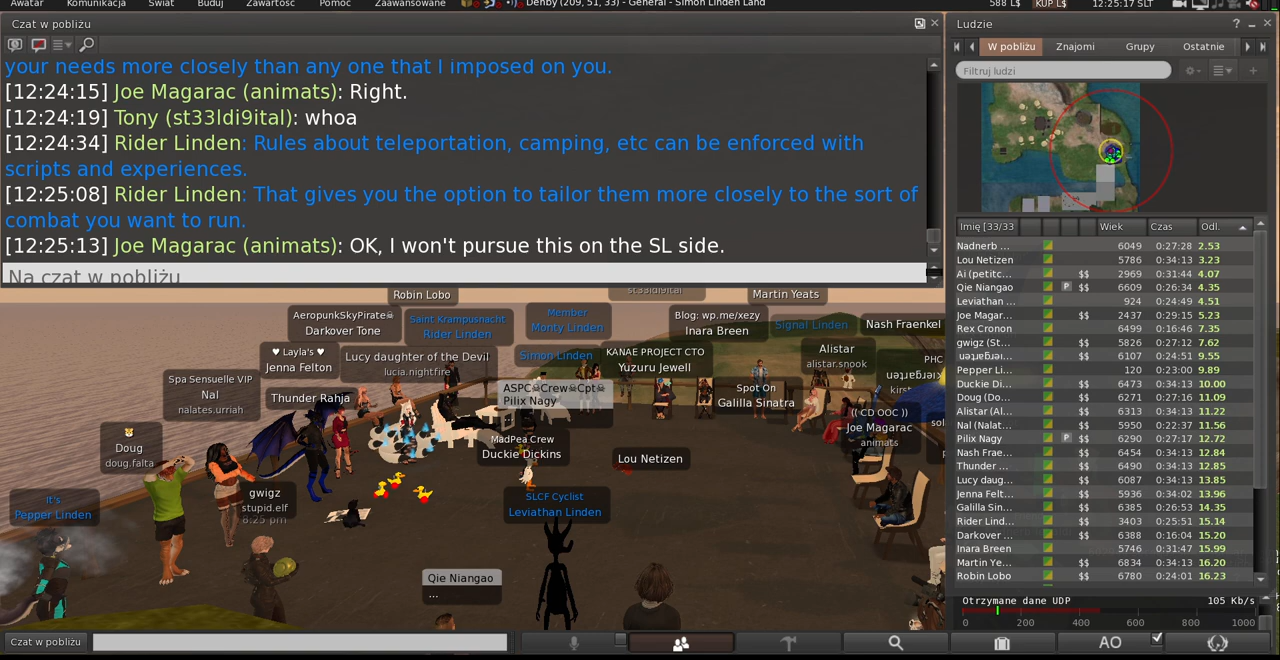 Awatar Komunikacja Świat Buduj Zawartość Pomoc Zaawansowane Denby (209, 51, 33) - General - Simon Linden Land 588 L$ KUP L$ 12:25:17 SLT
Czat w pobliżu
your needs more closely than any one that I imposed on you.
[12:24:15] Joe Magarac (animats): Right.
[12:24:19] Tony (st33ldi9ital): whoa
[12:24:34] Rider Linden: Rules about teleportation, camping, etc can be enforced with
scripts and experiences.
[12:25:08] Rider Linden: That gives you the option to tailor them more closely to the sort of
combat you want to run.
[12:25:13] Joe Magarac (animats): OK, I won't pursue this on the SL side.
Na czat w pobliżu
st33ldi9ital
Robin Lobo
Martin Yeats
AeropunkSkyPirate☠
Darkover Tone
Saint Krampusnacht
Rider Linden
Member
Monty Linden
Blog: wp.me/xezy
Inara Breen
Signal Linden
Nash Fraenkel
♥ Layla's ♥
Jenna Felton
Lucy daughter of the Devil
lucia.nightfire
Simon Linden
KANAE PROJECT CTO
Yuzuru Jewell
Alistar
alistar.snook
PHC
uaʇɹɐqɹǝʞ
kirst
Spa Sensuelle VIP
Nal
nalates.urriah
Thunder Rahja
ASPC☠Crew☠Cpt☠
Pilix Nagy
Spot On
Galilla Sinatra
((CD OOC))
Joe Magarac
animats
sol
🐯
Doug
doug.falta
MadPea Crew
Duckie Dickins
Lou Netizen
It's
Pepper Linden
gwigz
stupid.elf
8:25 pm
SLCF Cyclist
Leviathan Linden
Qie Niangao
...
Czat w pobliżu
AO
Ludzie
? _ ×
W pobliżu Znajomi Grupy Ostatnie
Filtruj ludzi
Imię [33/33 Wiek Czas Odl.
Nadnerb ... 6049 0:27:28 2.53
Lou Netizen 5786 0:34:13 3.23
Ai (petitc... $$ 2969 0:31:44 4.07
Qie Niangao P $$ 6609 0:26:34 4.35
Leviathan ... 924 0:24:49 4.51
Joe Magar... $$ 2437 0:29:15 5.23
Rex Cronon 6499 0:16:46 7.35
gwigz (St... $$ 5826 0:27:12 7.62
$$ 6107 0:24:51 9.55
Pepper Li... 120 0:23:00 9.89
Duckie Di... $$ 6473 0:34:13 10.00
Doug (Do... $$ 6271 0:27:16 11.09
Alistar (Al... $$ 6313 0:34:13 11.22
Nal (Nalat... $$ 5950 0:22:37 11.56
Pilix Nagy P $$ 6290 0:27:17 12.72
Nash Frae... $$ 6454 0:34:13 12.84
Thunder ... $$ 6490 0:34:13 12.85
Lucy daug... $$ 6087 0:34:13 13.85
Jenna Felt... $$ 5936 0:34:02 13.96
Galilla Sin... $$ 6385 0:26:53 14.35
Rider Lind... $$ 3403 0:25:51 15.14
Darkover ... $$ 6388 0:16:04 15.20
Inara Breen 5746 0:31:47 15.99
Martin Ye... $$ 6834 0:34:13 16.20
Robin Lobo $$ 6780 0:24:01 16.23
Otrzymane dane UDP 105 Kb/s
0 200 400 600 800 1000